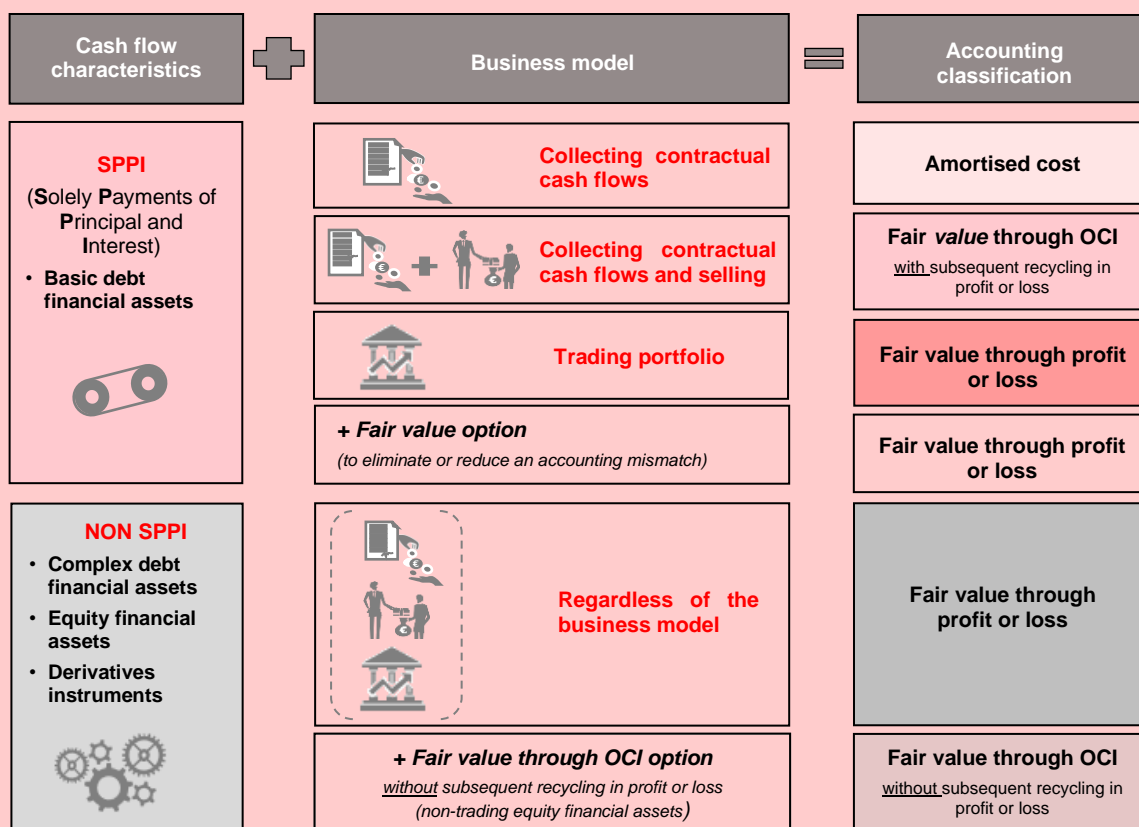 Cash flow
characteristics
Business model
Accounting
classification
SPPI
(Solely Payments of
Principal and
Interest)
• Basic debt
financial assets
Collecting contractual
cash flows
Amortised cost
Collecting contractual
cash flows and selling
Fair value through OCI
with subsequent recycling in
profit or loss
Trading portfolio
Fair value through profit
or loss
+ Fair value option
(to eliminate or reduce an accounting mismatch)
Fair value through profit
or loss
NON SPPI
• Complex debt
financial assets
• Equity financial
assets
• Derivatives
instruments
Regardless of the
business model
Fair value through
profit or loss
+ Fair value through OCI option
without subsequent recycling in profit or loss
(non-trading equity financial assets)
Fair value through OCI
without subsequent recycling in
profit or loss